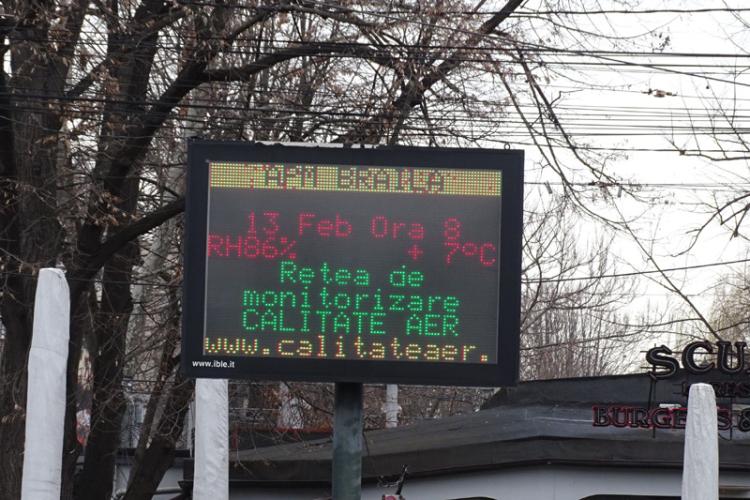 APM BRAILA
13 Feb Ora 8
RH86% + 7ºC
Retea de
monitorizare
CALITATE AER
www.calitateaer.
www.ible.it
SCU
BURGERS &